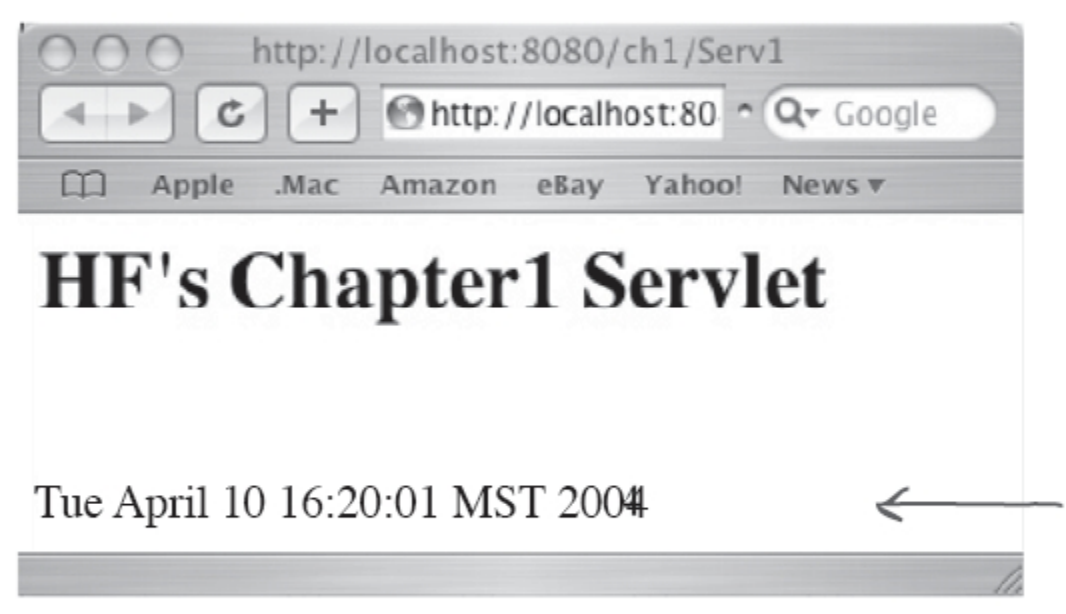 http://localhost:8080/ch1/Serv1
http://localhost:80
Google
Apple .Mac Amazon eBay Yahoo! News
HF's Chapter1 Servlet
Tue April 10 16:20:01 MST 2004